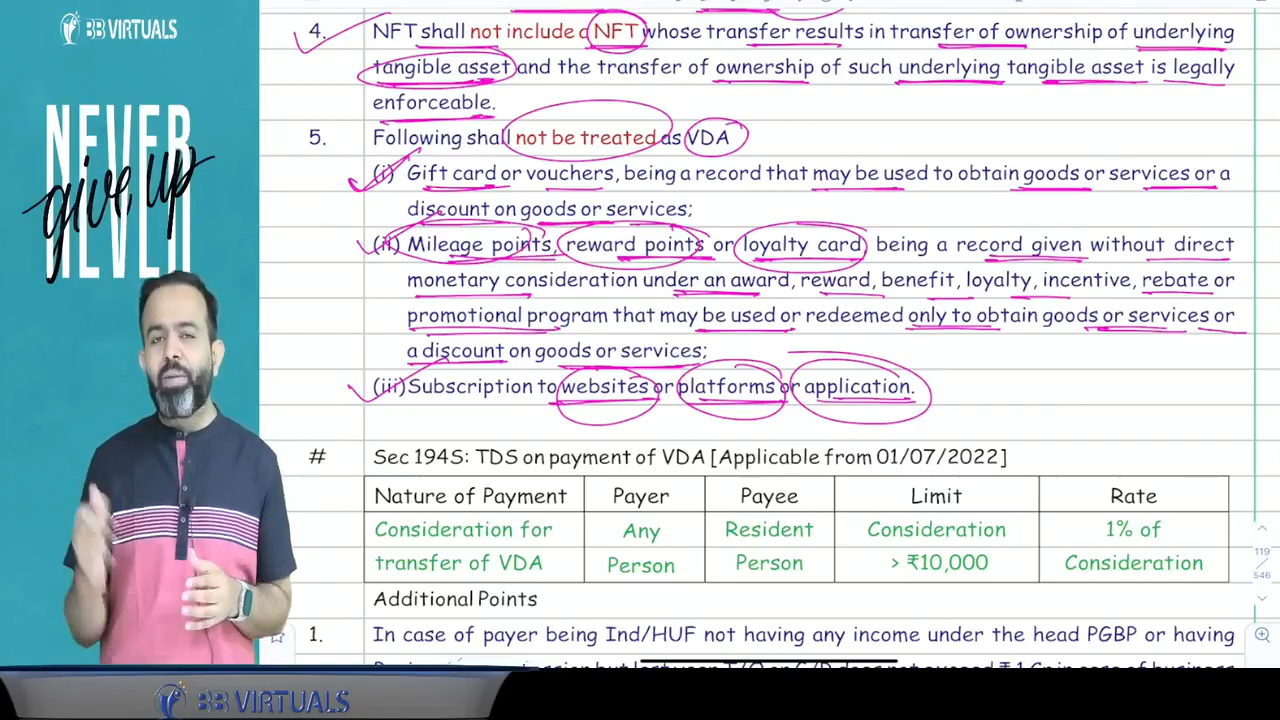 BB VIRTUALS
NEVER
give up
NEVER
4. NFT shall not include a NFT whose transfer results in transfer of ownership of underlying
tangible asset and the transfer of ownership of such underlying tangible asset is legally
enforceable.
5. Following shall not be treated as VDA
(i) Gift card or vouchers, being a record that may be used to obtain goods or services or a
discount on goods or services;
(ii) Mileage points, reward points or loyalty card, being a record given without direct
monetary consideration under an award, reward, benefit, loyalty, incentive, rebate or
promotional program that may be used or redeemed only to obtain goods or services or
a discount on goods or services;
(iii) Subscription to websites or platforms or application.
# Sec 194S: TDS on payment of VDA [Applicable from 01/07/2022]
Nature of Payment Payer Payee Limit Rate
Consideration for Any Resident Consideration 1% of
transfer of VDA Person Person > ₹10,000 Consideration
Additional Points
1. In case of payer being Ind/HUF not having any income under the head PGBP or having
119
/
546
BB VIRTUALS